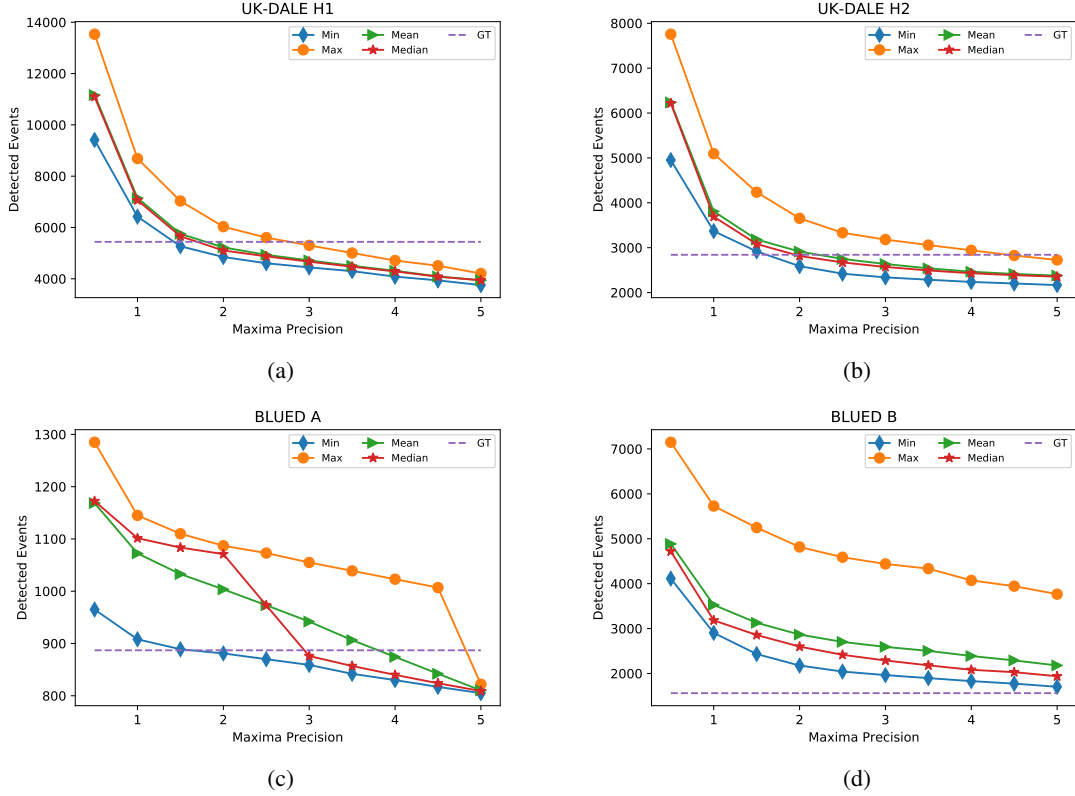 UK-DALE H1
14000
12000
10000
8000
6000
4000
Detected Events
Min
Max
Mean
Median
GT
1
2
3
4
5
Maxima Precision
(a)
UK-DALE H2
8000
7000
6000
5000
4000
3000
2000
Detected Events
Min
Max
Mean
Median
GT
1
2
3
4
5
Maxima Precision
(b)
BLUED A
1300
1200
1100
1000
900
800
Detected Events
Min
Max
Mean
Median
GT
1
2
3
4
5
Maxima Precision
(c)
BLUED B
7000
6000
5000
4000
3000
2000
Detected Events
Min
Max
Mean
Median
GT
1
2
3
4
5
Maxima Precision
(d)